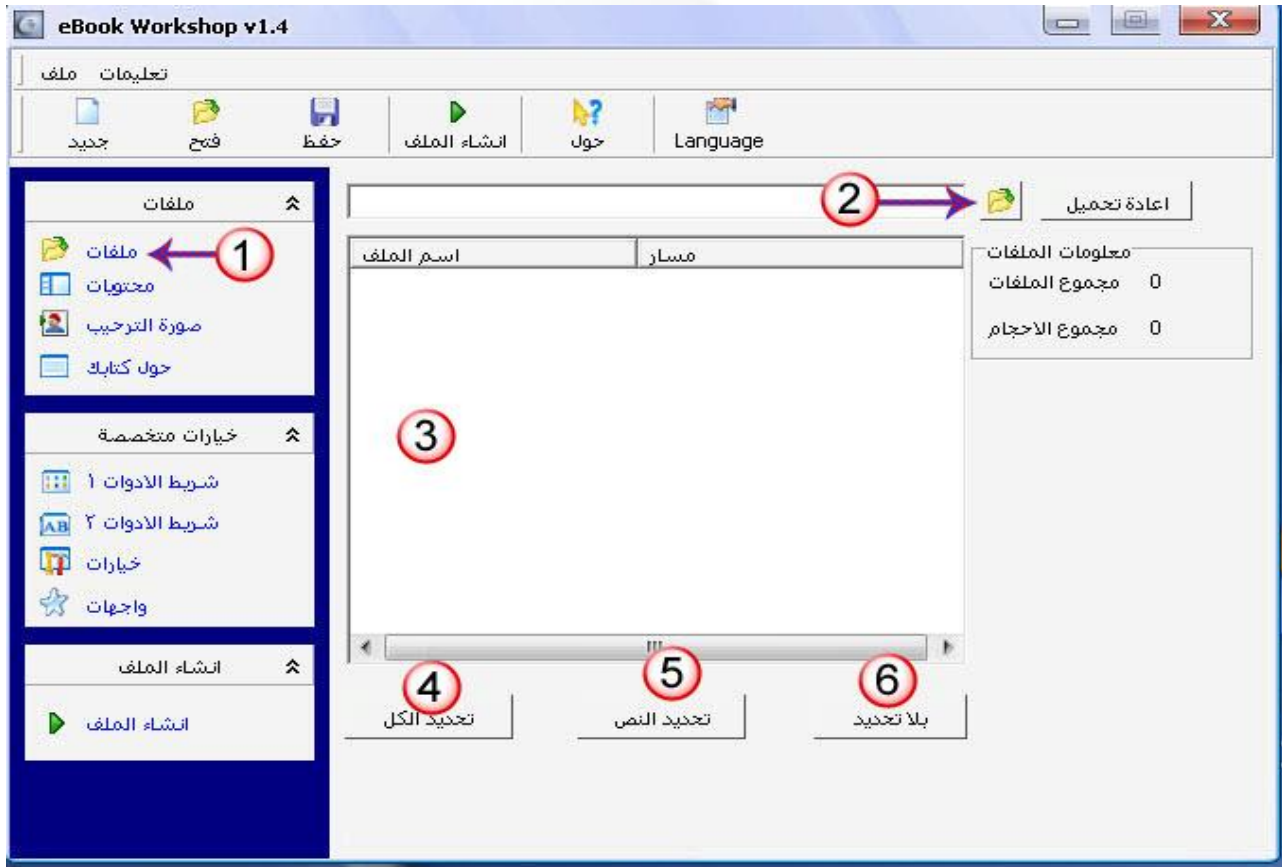 eBook Workshop v1.4
ملف تعليمات
جديد فتح حفظ انشاء الملف حول Language
ملفات
ملفات 1
محتويات
صورة الترحيب
حول كتابك
خيارات متخصصة
شريط الادوات ١
شريط الادوات ٢
خيارات
واجهات
انشاء الملف
انشاء الملف
2 اعادة تحميل
اسم الملف مسار
3
معلومات الملفات
مجموع الملفات 0
مجموع الاحجام 0
4 5 6
تحديد الكل تحديد النص بلا تحديد